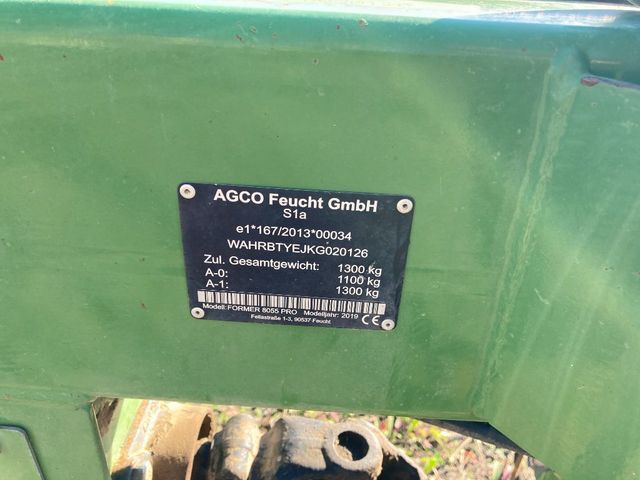 AGCO Feucht GmbH
S1a
e1*167/2013*00034
WAHRBTYEJKG020126
Zul. Gesamtgewicht: 1300 kg
A-0: 1100 kg
A-1: 1300 kg
Modell: FORMER 8055 PRO Modelljahr: 2019
Fellastraße 1-3, 90537 Feucht CE